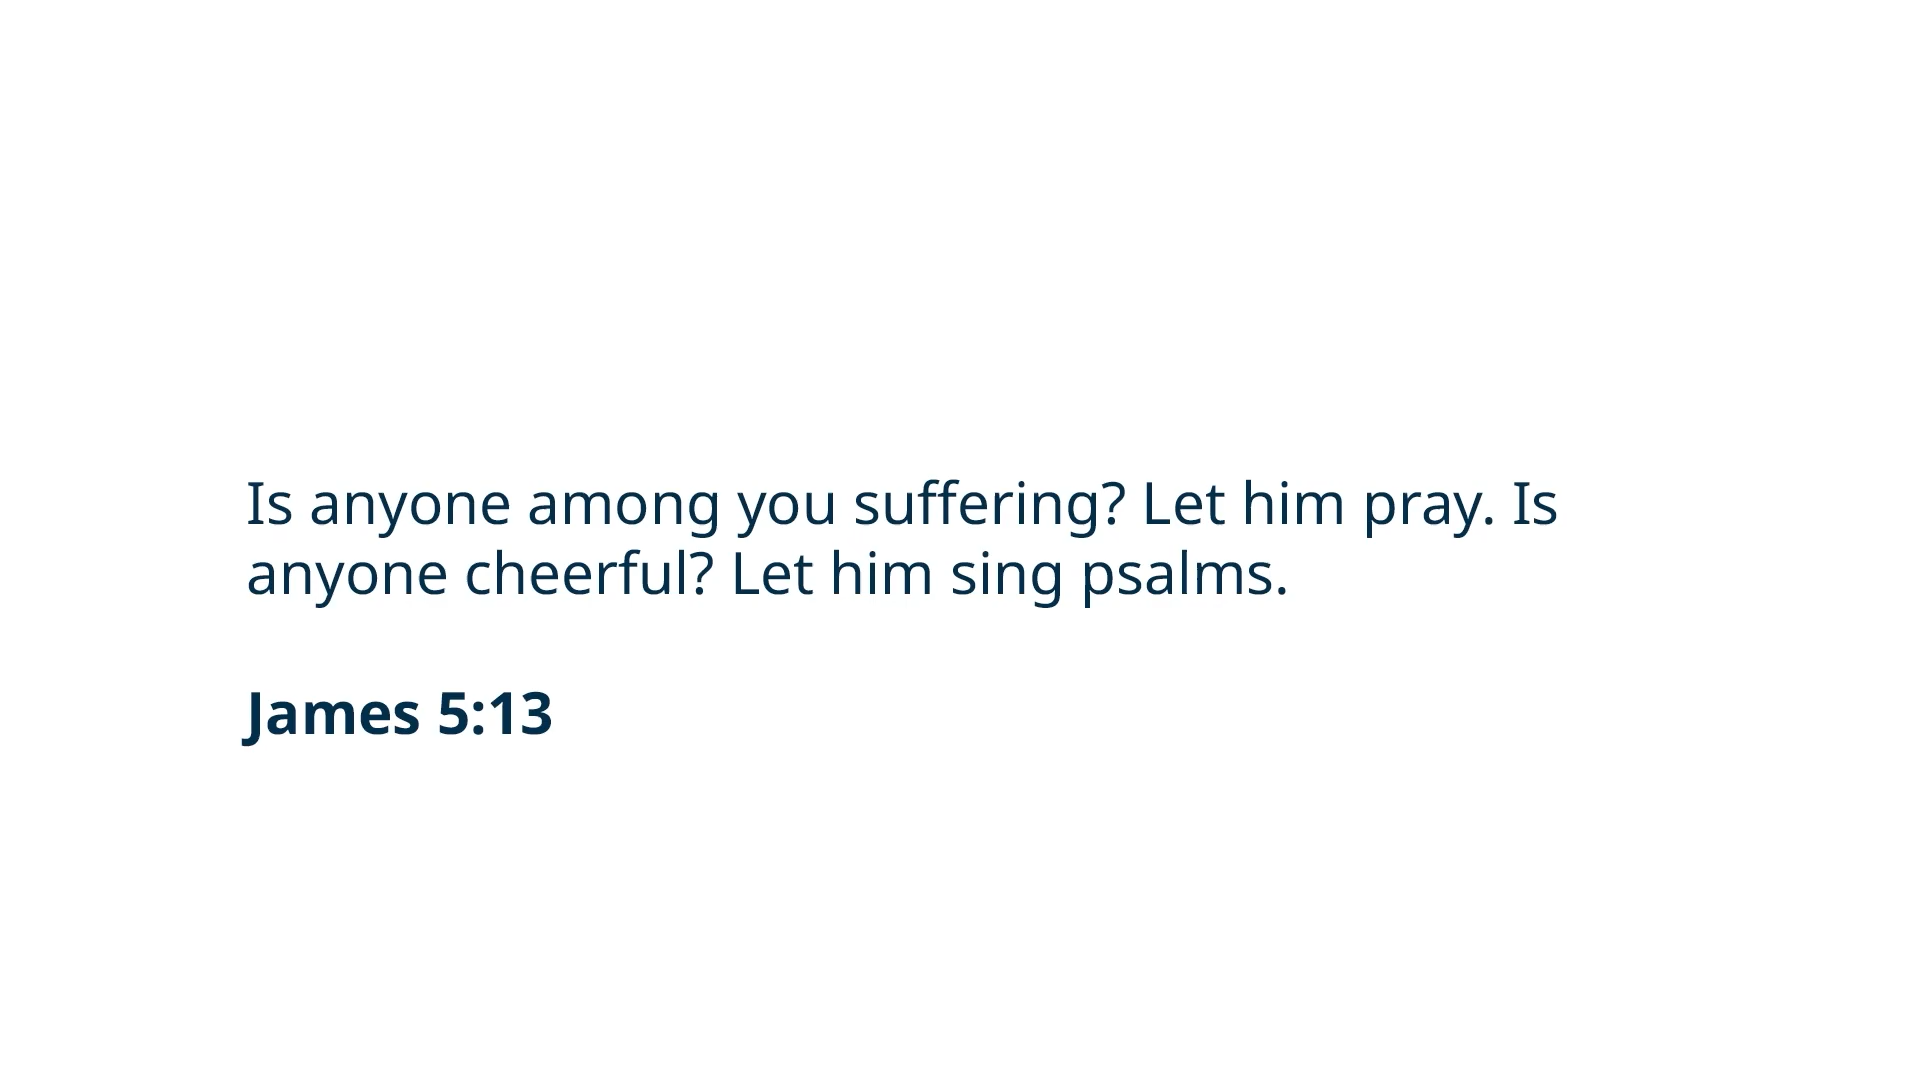 Is anyone among you suffering? Let him pray. Is
anyone cheerful? Let him sing psalms.
James 5:13